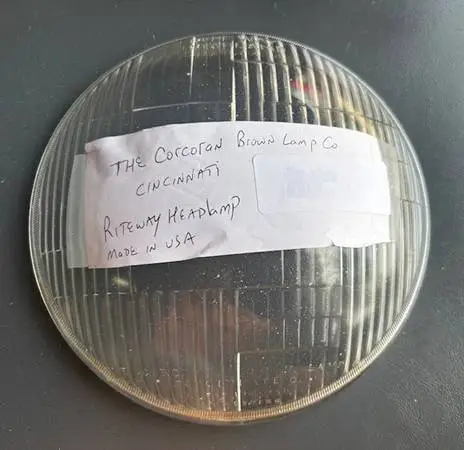 THE Corcoran Brown Lamp Co
CINCINNATI
RITEWAY HEADLAMP
MADE IN USA